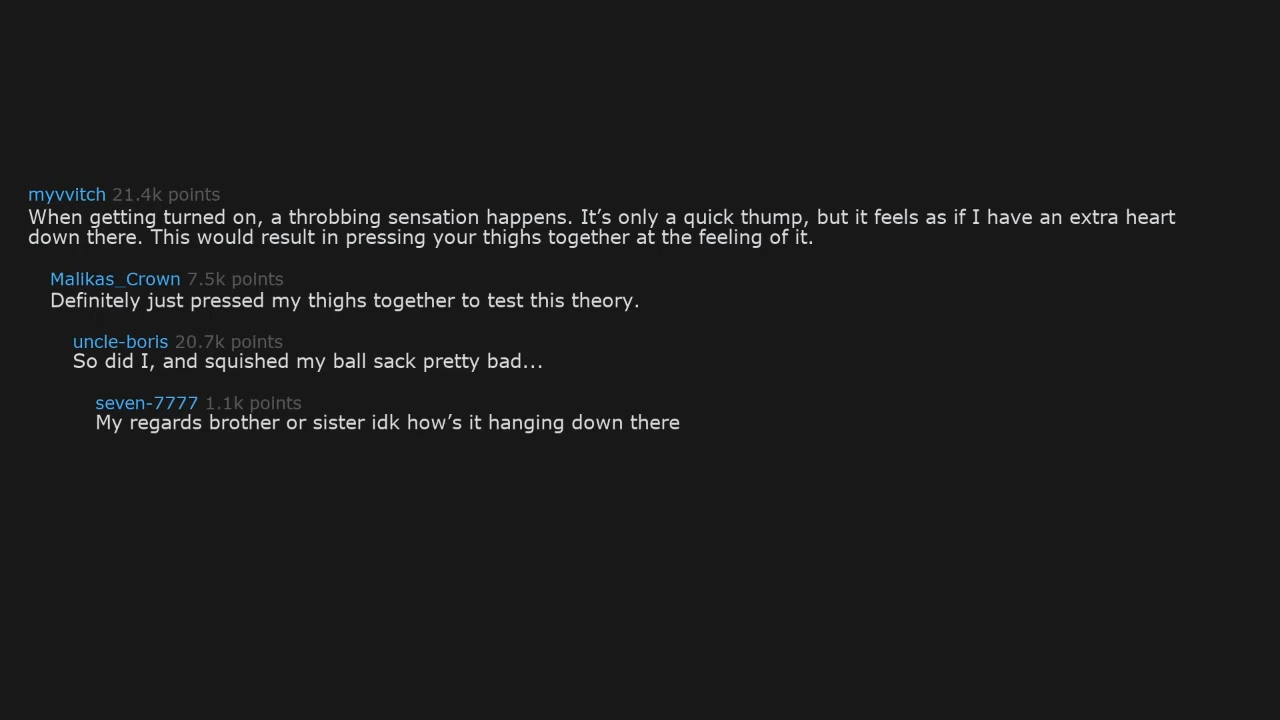 myvvitch 21.4k points
When getting turned on, a throbbing sensation happens. It’s only a quick thump, but it feels as if I have an extra heart
down there. This would result in pressing your thighs together at the feeling of it.
Malikas_Crown 7.5k points
Definitely just pressed my thighs together to test this theory.
uncle-boris 20.7k points
So did I, and squished my ball sack pretty bad...
seven-7777 1.1k points
My regards brother or sister idk how’s it hanging down there